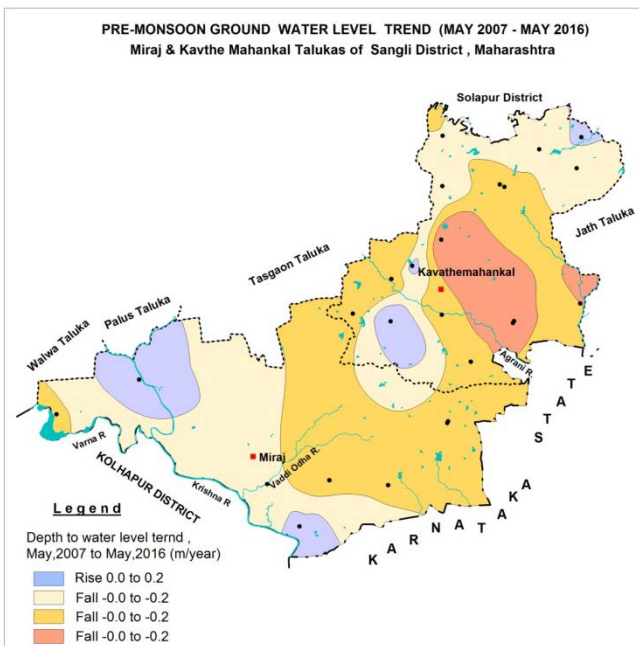 PRE-MONSOON GROUND WATER LEVEL TREND (MAY 2007 - MAY 2016)
Miraj & Kavthe Mahankal Talukas of Sangli District , Maharashtra
Solapur District
Jath Taluka
Tasgaon Taluka
Kavathemahankal
Palus Taluka
Walwa Taluka
Agrani R.
Varna R
Miraj
Vaddi Odha R.
Krishna R
KOLHAPUR DISTRICT
KARNATAKA STATE
Legend
Depth to water level ternd ,
May,2007 to May,2016 (m/year)
Rise 0.0 to 0.2
Fall -0.0 to -0.2
Fall -0.0 to -0.2
Fall -0.0 to -0.2